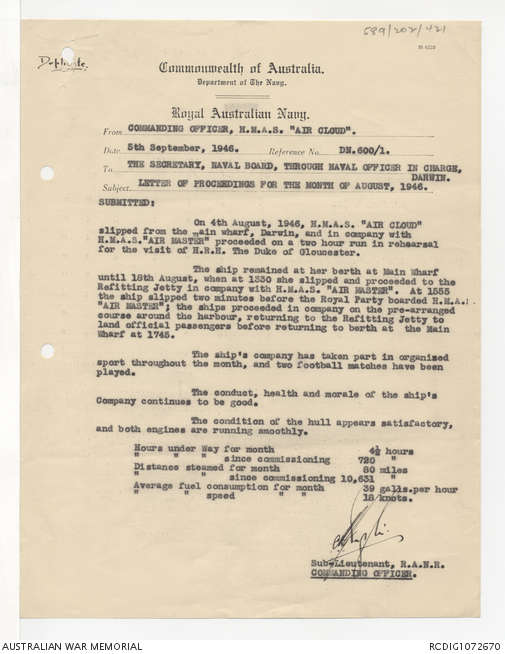 689/202/421
Duplicate.
Commonwealth of Australia.
Department of The Navy.
Royal Australian Navy.
From COMMANDING OFFICER, H.M.A.S. "AIR CLOUD".
Date 5th September, 1946. Reference No. DN.600/1.
To THE SECRETARY, NAVAL BOARD, THROUGH NAVAL OFFICER IN CHARGE,
DARWIN.
Subject LETTER OF PROCEEDINGS FOR THE MONTH OF AUGUST, 1946.
SUBMITTED:
On 4th August, 1946, H.M.A.S. "AIR CLOUD"
slipped from the Main wharf, Darwin, and in company with
H.M.A.S."AIR MASTER" proceeded on a two hour run in rehearsal
for the visit of H.R.H. The Duke of Gloucester.
The ship remained at her berth at Main Wharf
until 18th August, when at 1330 she slipped and proceeded to the
Refitting Jetty in company with H.M.A.S. "AIR MASTER". At 1555
the ship slipped two minutes before the Royal Party boarded H.M.A.S
"AIR MASTER"; the ships proceeded in company on the pre-arranged
course around the harbour, returning to the Refitting Jetty to
land official passengers before returning to berth at the Main
Wharf at 1745.
The ship's company has taken part in organised
sport throughout the month, and two football matches have been
played.
The conduct, health and morale of the ship's
Company continues to be good.
The condition of the hull appears satisfactory,
and both engines are running smoothly.
Hours under Way for month 4½ hours
" " " since commissioning 720 "
Distance steamed for month 80 miles
" " since commissioning 10,631 "
Average fuel consumption for month 39 galls.per hour
" speed " " 18 knots.
Sub-Lieutenant, R.A.N.R.
COMMANDING OFFICER.
AUSTRALIAN WAR MEMORIAL
RCDIG1072670